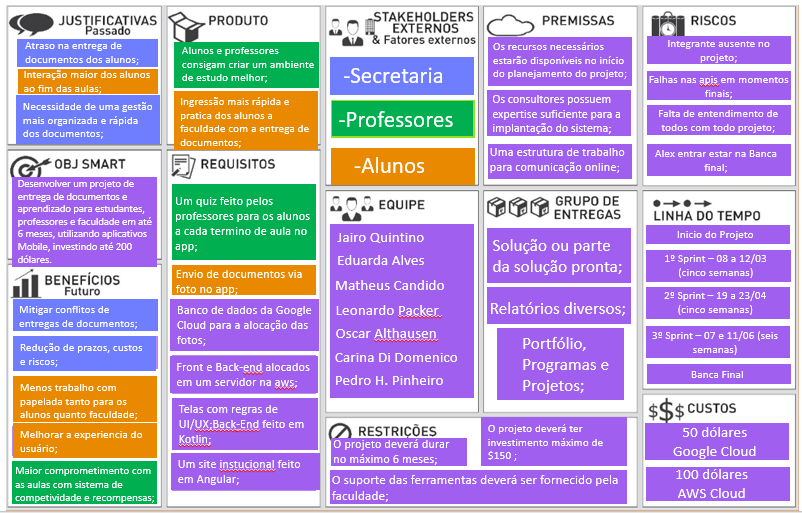 JUSTIFICATIVAS
Passado
Atraso na entrega de
documentos dos alunos;
Interação maior dos alunos
ao fim das aulas;
Necessidade de uma gestão
mais organizada e rápida
dos documentos;
PRODUTO
Alunos e professores
consigam criar um ambiente
de estudo melhor;
Ingressão mais rápida e
pratica dos alunos a
faculdade com a entrega de
documentos;
STAKEHOLDERS
EXTERNOS
& Fatores externos
-Secretaria
-Professores
-Alunos
PREMISSAS
Os recursos necessários
estarão disponíveis no início
do planejamento do projeto;
Os consultores possuem
expertise suficiente para a
implantação do sistema;
Uma estrutura de trabalho
para comunicação online;
RISCOS
Integrante ausente no
projeto;
Falhas nas apis em momentos
finais;
Falta de entendimento de
todos com todo projeto;
Alex entrar estar na Banca
final;
OBJ SMART
Desenvolver um projeto de
entrega de documentos e
aprendizado para estudantes,
professores e faculdade em até
6 meses, utilizando aplicativos
Mobile, investindo até 200
dólares.
BENEFÍCIOS
Futuro
Mitigar conflitos de
entregas de documentos;
Redução de prazos, custos
e riscos;
Menos trabalho com
papelada tanto para os
os alunos quanto faculdade;
Melhorar a experiencia do
usuário;
Maior comprometimento com
as aulas com sistema de
competividade e recompensas;
REQUISITOS
Um quiz feito pelos
professores para os alunos
a cada termino de aula no
app;
Envio de documentos via
foto no app;
Banco de dados da Google
Cloud para a alocação das
fotos;
Front e Back-end alocados
em um servidor na aws;
Telas com regras de
UI/UX;Back-End feito em
Kotlin;
Um site instucional feito
em Angular;
EQUIPE
Jairo Quintino
Eduarda Alves
Matheus Candido
Leonardo Packer
Oscar Althausen
Carina Di Domenico
Pedro H. Pinheiro
GRUPO DE
ENTREGAS
Solução ou parte
da solução pronta;
Relatórios diversos;
Portfólio,
Programas e
Projetos;
LINHA DO TEMPO
Inicio do Projeto
1º Sprint – 08 a 12/03
(cinco semanas)
2º Sprint – 19 a 23/04
(cinco semanas)
3º Sprint – 07 e 11/06 (seis
semanas)
Banca Final
RESTRIÇÕES
O projeto deverá durar
no máximo 6 meses;
O projeto deverá ter
investimento máximo de
$150 ;
O suporte das ferramentas deverá ser fornecido pela
faculdade;
$$$ CUSTOS
50 dólares
Google Cloud
100 dólares
AWS Cloud